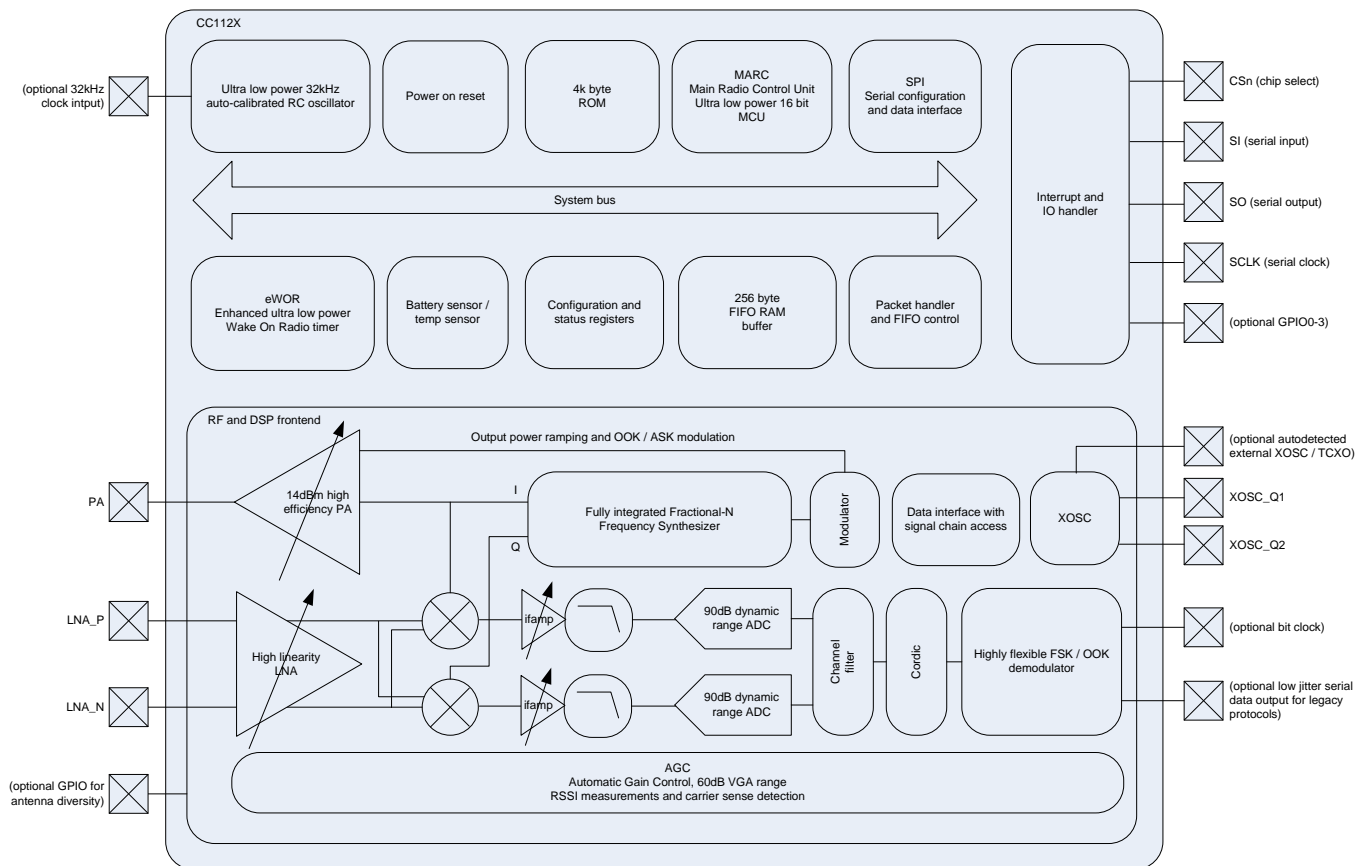 CC112X
(optional 32kHz
clock intput)
Ultra low power 32kHz
auto-calibrated RC oscillator
Power on reset
4k byte
ROM
MARC
Main Radio Control Unit
Ultra low power 16 bit
MCU
SPI
Serial configuration
and data interface
System bus
Interrupt and
IO handler
CSn (chip select)
SI (serial input)
SO (serial output)
SCLK (serial clock)
(optional GPIO0-3)
eWOR
Enhanced ultra low power
Wake On Radio timer
Battery sensor /
temp sensor
Configuration and
status registers
256 byte
FIFO RAM
buffer
Packet handler
and FIFO control
RF and DSP frontend
Output power ramping and OOK / ASK modulation
PA
14dBm high
efficiency PA
I
Q
Fully integrated Fractional-N
Frequency Synthesizer
Modulator
Data interface with
signal chain access
XOSC
(optional autodetected
external XOSC / TCXO)
XOSC_Q1
XOSC_Q2
LNA_P
LNA_N
High linearity
LNA
ifamp
ifamp
90dB dynamic
range ADC
90dB dynamic
range ADC
Channel
filter
Cordic
Highly flexible FSK / OOK
demodulator
(optional bit clock)
(optional low jitter serial
data output for legacy
protocols)
(optional GPIO for
antenna diversity)
AGC
Automatic Gain Control, 60dB VGA range
RSSI measurements and carrier sense detection